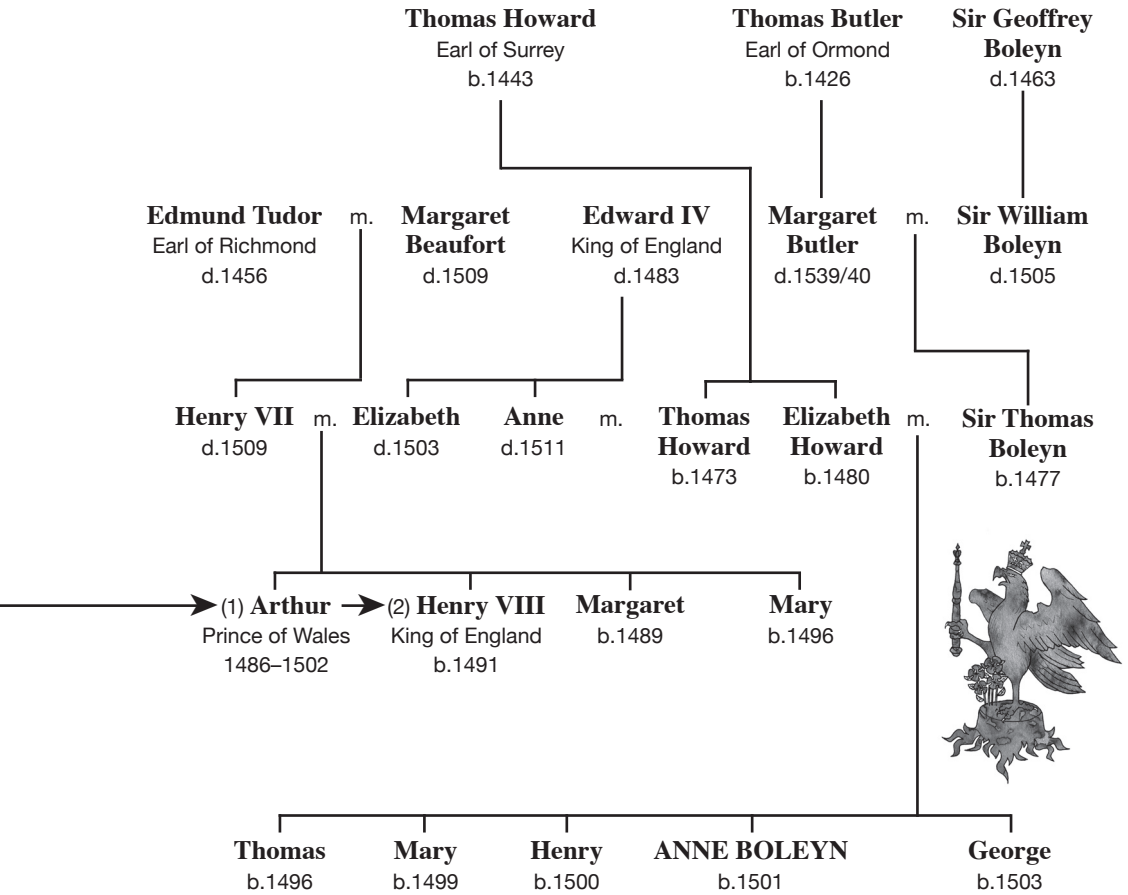 Thomas Howard
Earl of Surrey
b.1443
Thomas Butler
Earl of Ormond
b.1426
Sir Geoffrey
Boleyn
d.1463
Edmund Tudor
Earl of Richmond
d.1456
m.
Margaret
Beaufort
d.1509
Edward IV
King of England
d.1483
Margaret
Butler
d.1539/40
m.
Sir William
Boleyn
d.1505
Henry VII
d.1509
m.
Elizabeth
d.1503
Anne
d.1511
m.
Thomas
Howard
b.1473
Elizabeth
Howard
b.1480
m.
Sir Thomas
Boleyn
b.1477
(1) Arthur
Prince of Wales
1486–1502
(2) Henry VIII
King of England
b.1491
Margaret
b.1489
Mary
b.1496
Thomas
b.1496
Mary
b.1499
Henry
b.1500
ANNE BOLEYN
b.1501
George
b.1503